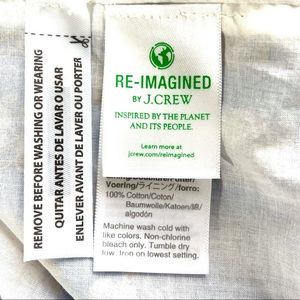 REMOVE BEFORE WASHING OR WEARING
QUITAR ANTES DE LAVAR O USAR
ENLEVER AVANT DE LAVER OU PORTER
RE-IMAGINED
BY J.CREW
INSPIRED BY THE PLANET
AND ITS PEOPLE.
Learn more at
jcrew.com/reimagined
Voering/ライニング/forro:
100% Cotton/Coton/
Baumwolle/Katoen/綿/
algodón
Machine wash cold with
like colors. Non-chlorine
bleach only. Tumble dry
low. Iron on lowest setting.